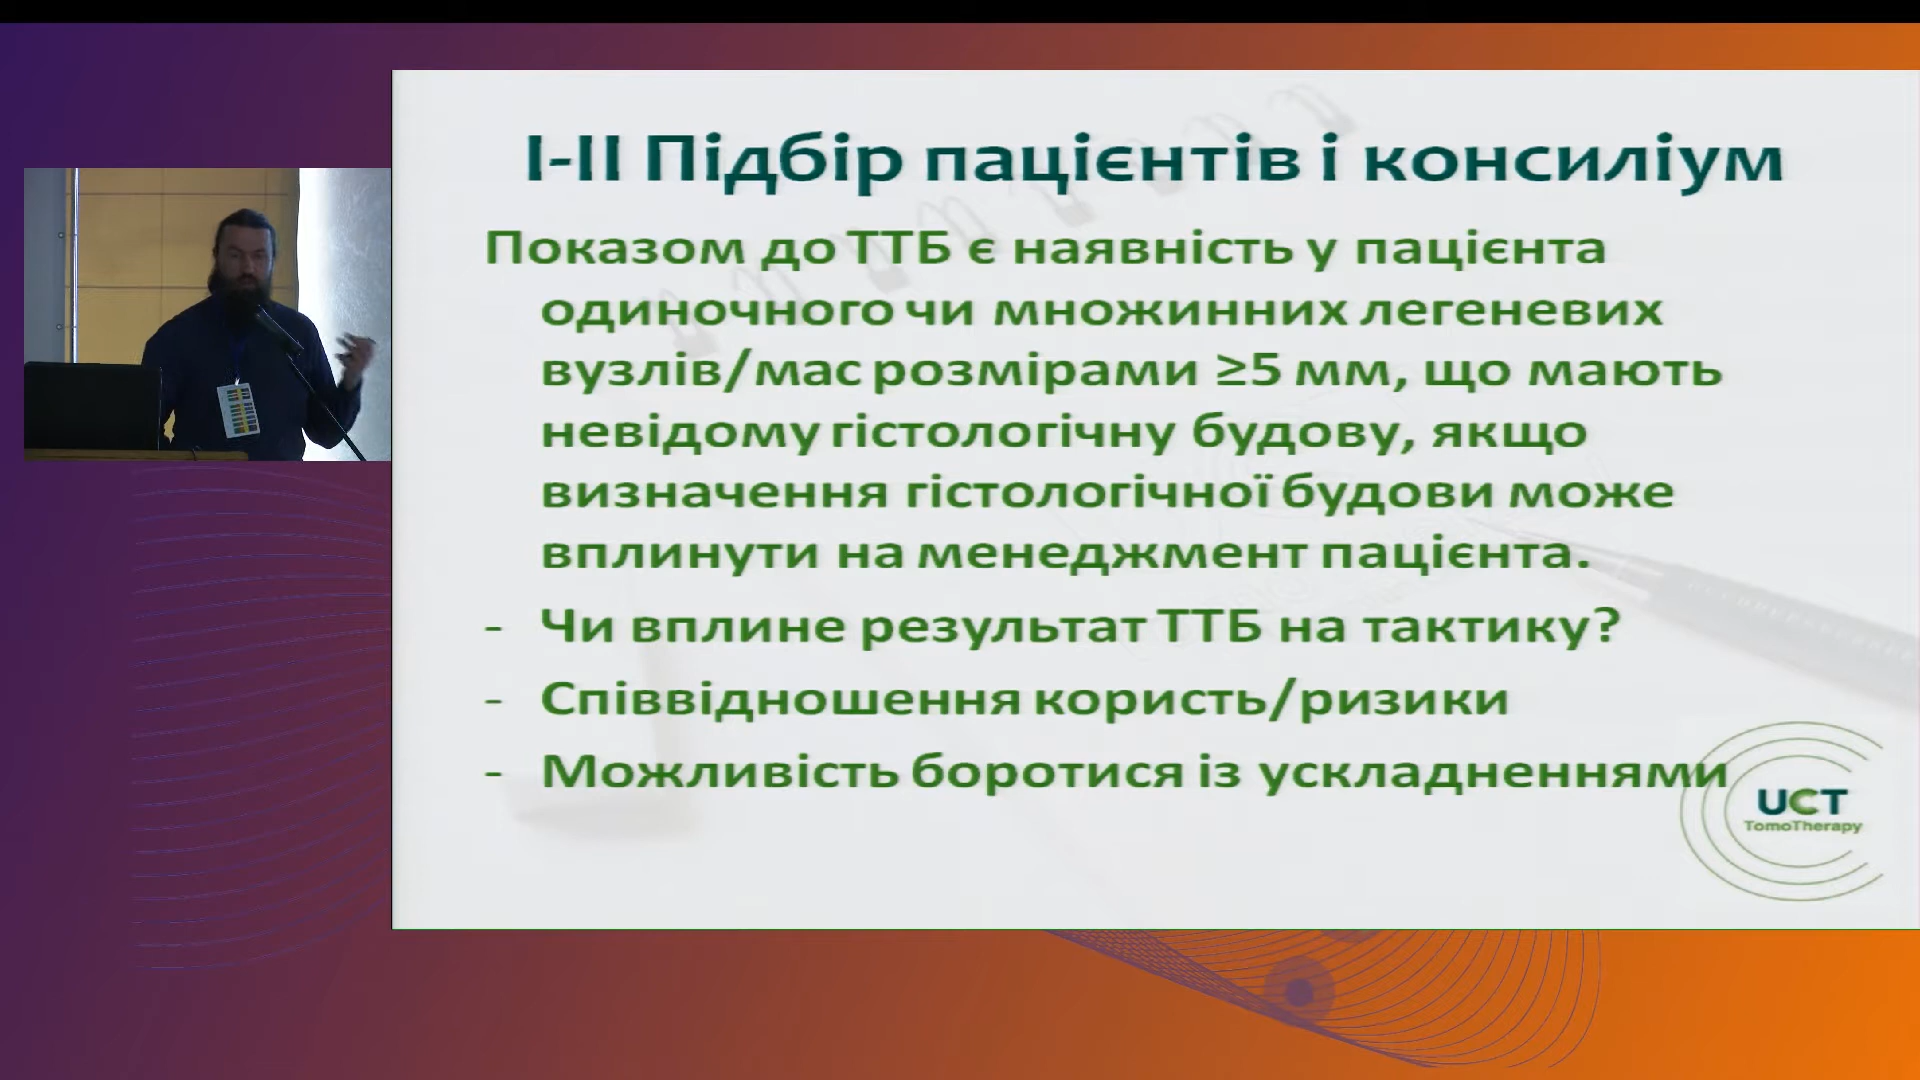 І-ІІ Підбір пацієнтів і консиліум
Показом до ТТБ є наявність у пацієнта
одиночного чи множинних легеневих
вузлів/мас розмірами ≥5 мм, що мають
невідому гістологічну будову, якщо
визначення гістологічної будови може
вплинути на менеджмент пацієнта.
- Чи вплине результат ТТБ на тактику?
- Співвідношення користь/ризики
- Можливість боротися із ускладненнями
UCT
TomoTherapy